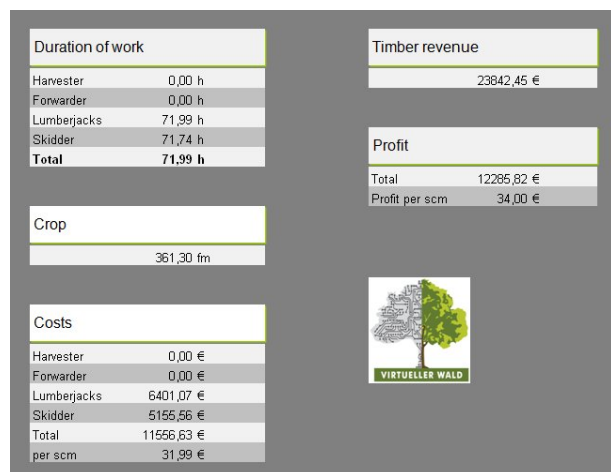 Duration of work
Harvester 0,00 h
Forwarder 0,00 h
Lumberjacks 71,99 h
Skidder 71,74 h
Total 71,99 h
Crop
361,30 fm
Costs
Harvester 0,00 €
Forwarder 0,00 €
Lumberjacks 6401,07 €
Skidder 5155,56 €
Total 11556,63 €
per scm 31,99 €
Timber revenue
23842,45 €
Profit
Total 12285,82 €
Profit per scm 34,00 €
VIRTUELLER WALD